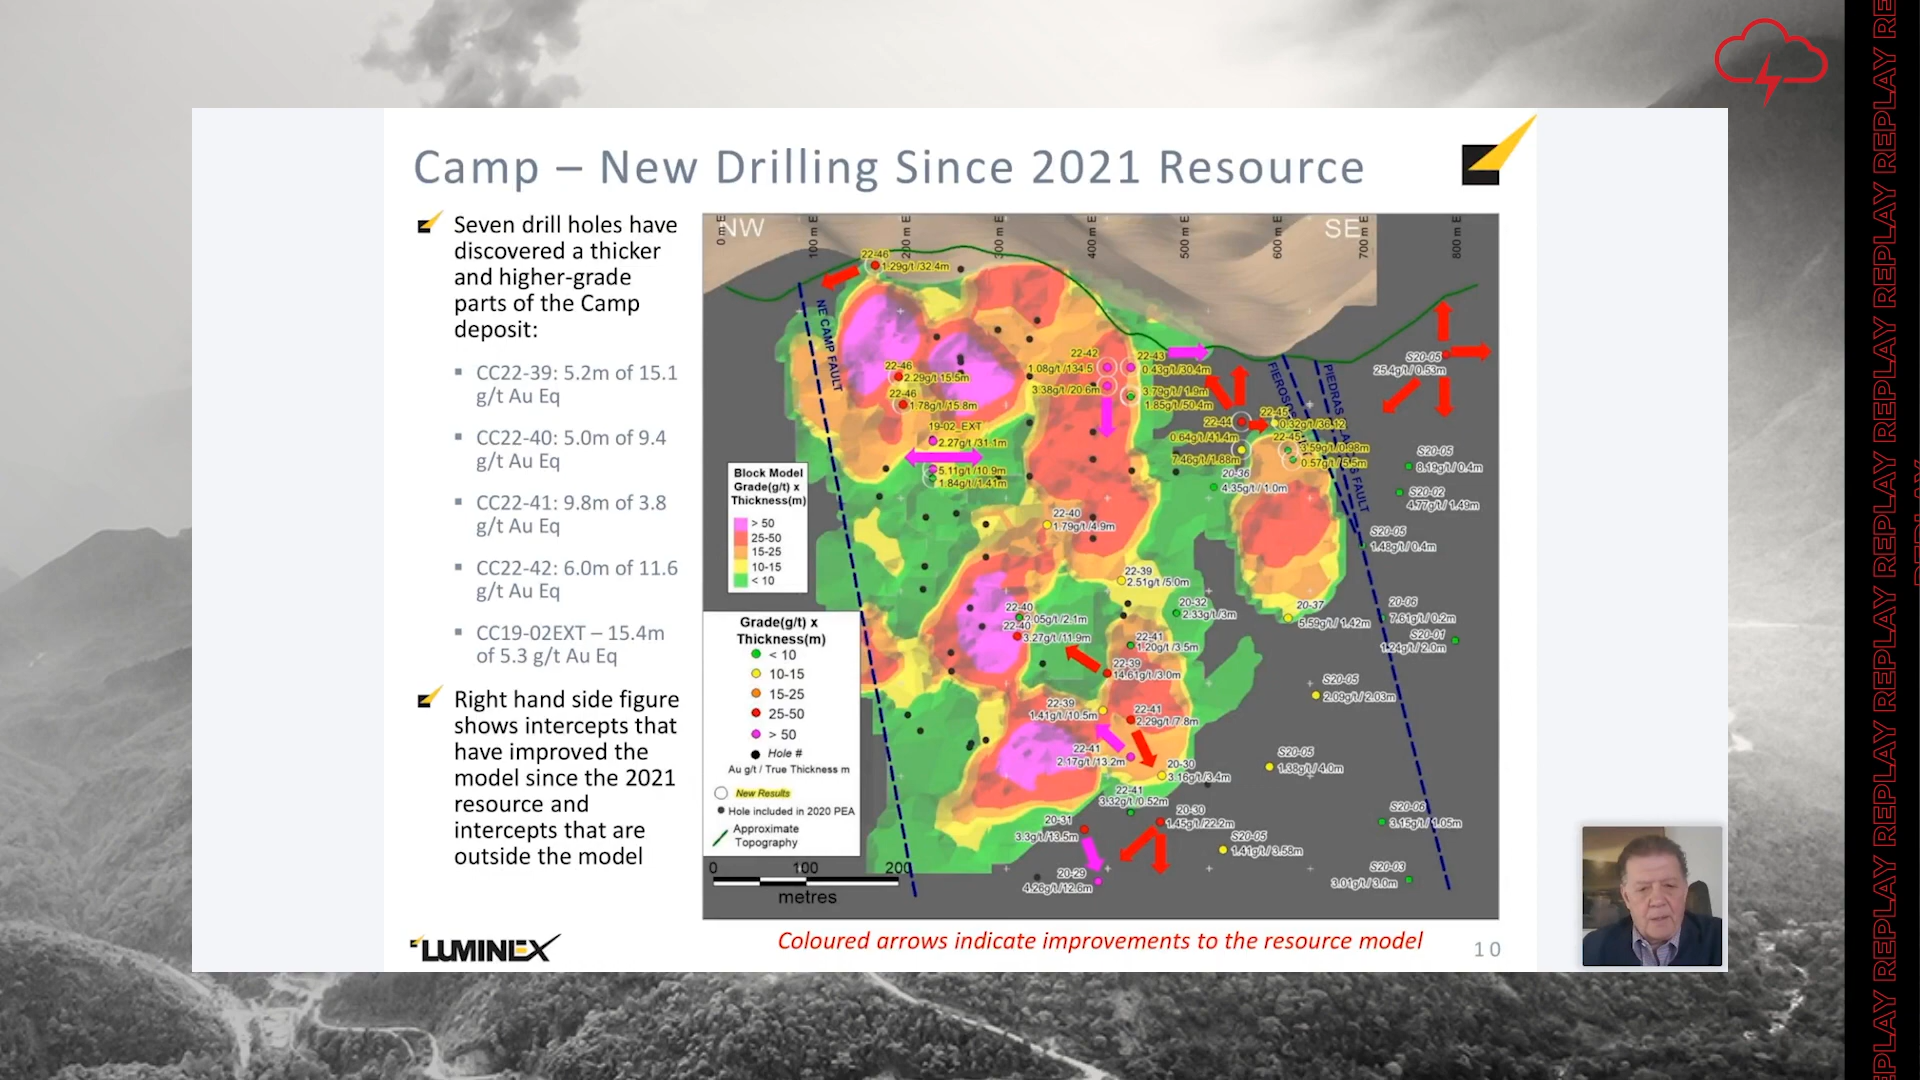 Camp – New Drilling Since 2021 Resource
Seven drill holes have
discovered a thicker
and higher-grade
parts of the Camp
deposit:
CC22-39: 5.2m of 15.1
g/t Au Eq
CC22-40: 5.0m of 9.4
g/t Au Eq
CC22-41: 9.8m of 3.8
g/t Au Eq
CC22-42: 6.0m of 11.6
g/t Au Eq
CC19-02EXT – 15.4m
of 5.3 g/t Au Eq
Right hand side figure
shows intercepts that
have improved the
model since the 2021
resource and
intercepts that are
outside the model
LUMINEX
NW
SE
0 m E
100 m E
200 m E
300 m E
400 m E
500 m E
600 m E
700 m E
800 m E
NE CAMP FAULT
22-46
1.29g/t /32.4m
22-46
2.29g/t 15.5m
22-46
1.78g/t /15.8m
19-02_EXT
2.27g/t /31.1m
5.11g/t /10.9m
1.84g/t /1.41m
22-42
1.08g/t /134.5
3.38g/t /20.6m
22-43
0.43g/t /30.4m
3.79g/t / 1.9m
1.85g/t /50.4m
22-44
0.64g/t /41.4m
7.46g/t /1.88m
22-45
0.32g/t /36.12
22-45
3.59g/t /0.98m
0.57g/t / 5.5m
20-36
4.35g/t / 1.0m
S20-05
25.4g/t / 0.53m
S20-05
8.19g/t / 0.4m
S20-02
4.77g/t / 1.49m
S20-05
1.48g/t / 0.4m
22-40
1.79g/t /4.9m
22-39
2.51g/t /5.0m
20-32
2.33g/t /3m
20-37
5.59g/t / 1.42m
20-06
7.61g/t / 0.2m
S20-01
1.24g/t / 2.0m
22-40
2.05g/t /2.1m
22-40
3.27g/t /11.9m
22-41
1.20g/t /3.5m
22-39
14.61g/t /3.0m
22-39
1.41g/t /10.5m
22-41
2.29g/t /7.8m
S20-05
2.09g/t / 2.03m
22-41
2.17g/t /13.2m
20-30
3.16g/t /3.4m
S20-05
1.38g/t / 4.0m
22-41
3.32g/t /0.52m
20-31
3.3g/t /13.5m
20-30
1.45g/t /22.2m
S20-05
1.41g/t / 3.58m
S20-06
3.15g/t / 1.05m
20-29
4.26g/t /12.6m
S20-03
3.01g/t / 3.0m
Block Model
Grade(g/t) x
Thickness(m)
> 50
25-50
15-25
10-15
< 10
Grade(g/t) x
Thickness(m)
< 10
10-15
15-25
25-50
> 50
Hole #
Au g/t / True Thickness m
New Results
Hole included in 2020 PEA
Approximate
Topography
0 100 200
metres
Coloured arrows indicate improvements to the resource model
10
REPLAY REPLAY REPLAY REPLAY REPLAY REPLAY REPLAY REPLAY